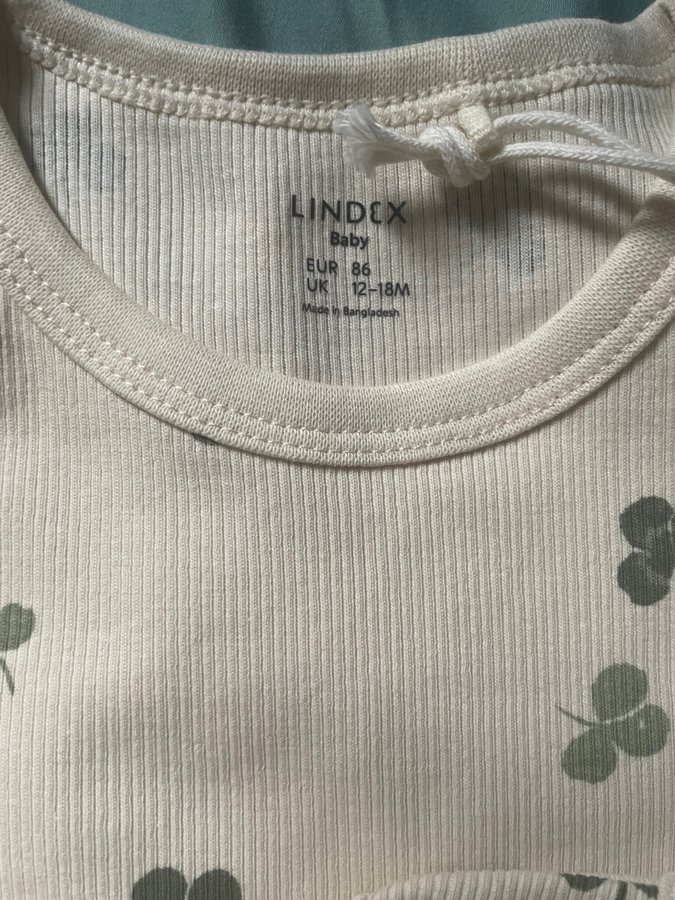 LINDEX
Baby
EUR 86
UK 12-18M
Made in Bangladesh